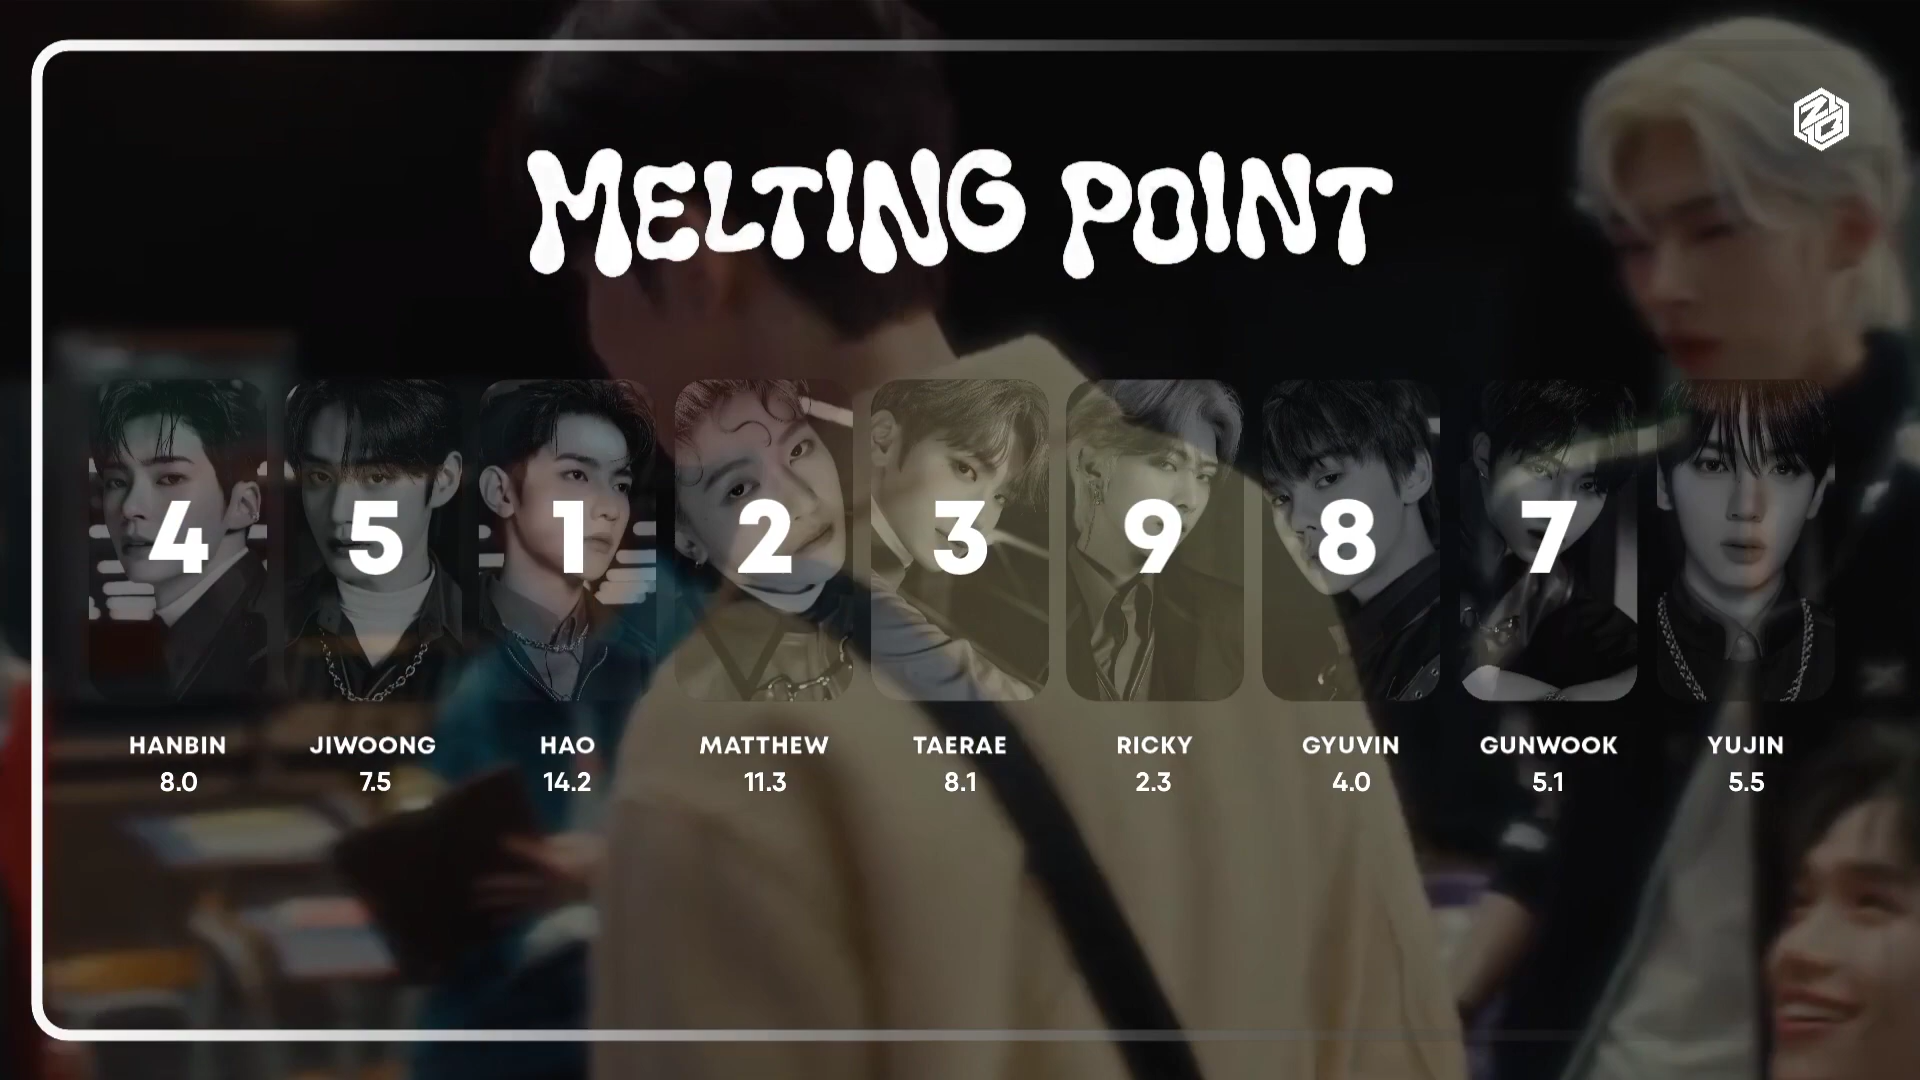 ZB
MELTING POINT
4 5 1 2 3 9 8 7
HANBIN JIWOONG HAO MATTHEW TAERAE RICKY GYUVIN GUNWOOK YUJIN
8.0 7.5 14.2 11.3 8.1 2.3 4.0 5.1 5.5